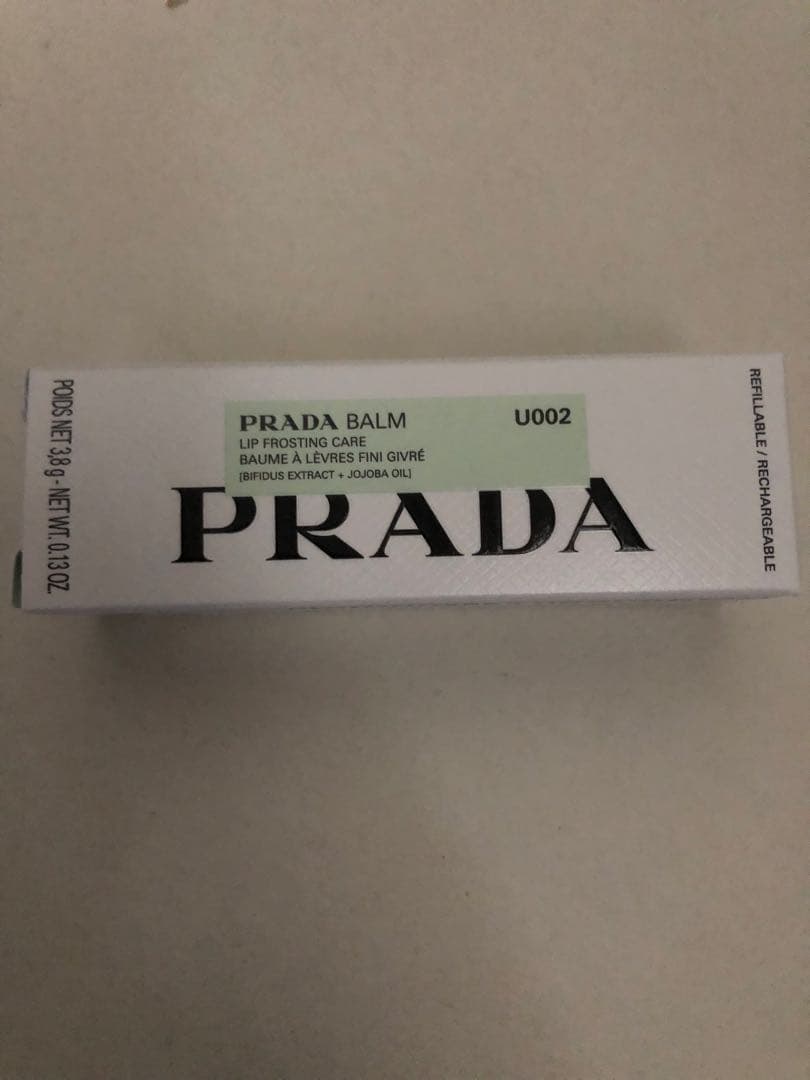 POIDS NET 3,8 g - NET WT. 0.13 OZ.
PRADA BALM
U002
LIP FROSTING CARE
BAUME À LÈVRES FINI GIVRÉ
[BIFIDUS EXTRACT + JOJOBA OIL]
PRADA
REFILLABLE / RECHARGEABLE